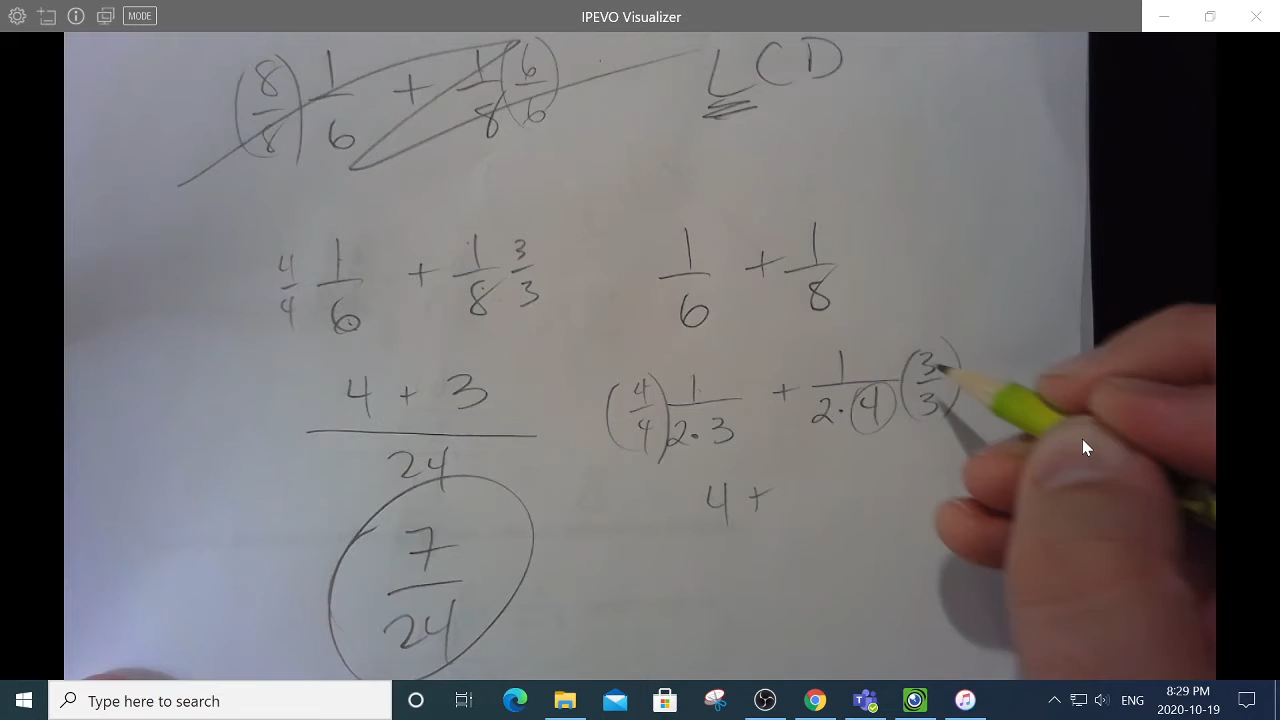 IPEVO Visualizer
MODE
(8/8) 1/6 + 1/8 (6/6)
LCD
4/4 1/6 + 1/8 3/3
1/6 + 1/8
4 + 3
24
7/24
(4/4) 1/2·3 + 1/2·4 (3/3)
4 +
Type here to search
ENG
8:29 PM
2020-10-19